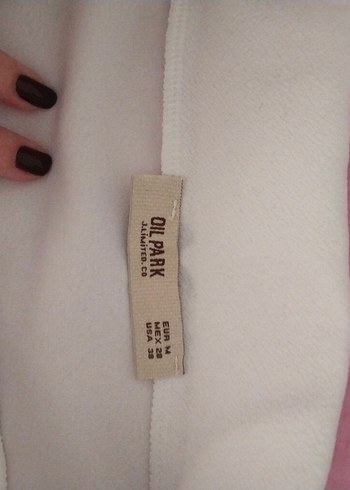 OIL PARK
J.LIMITED.CO
EUR M
MEX 28
USA 38